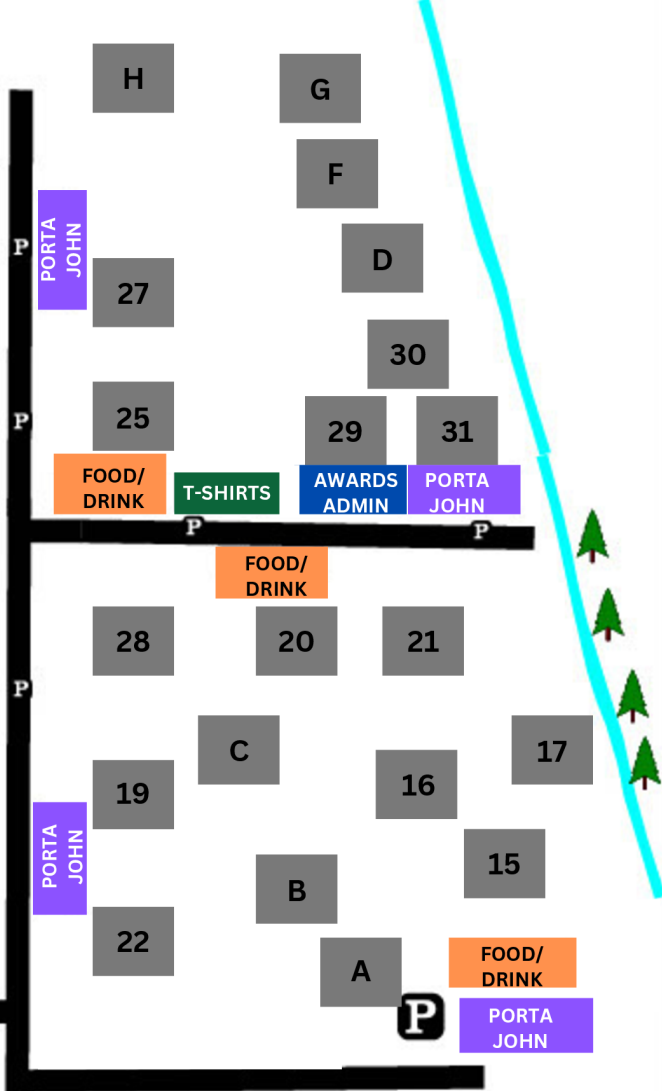 H
G
F
PORTA
JOHN
P
D
27
30
25
P
29
31
FOOD/
DRINK
T-SHIRTS
AWARDS
ADMIN
PORTA
JOHN
P
P
FOOD/
DRINK
28
20
21
P
C
17
16
19
PORTA
JOHN
15
B
22
A
FOOD/
DRINK
P
PORTA
JOHN